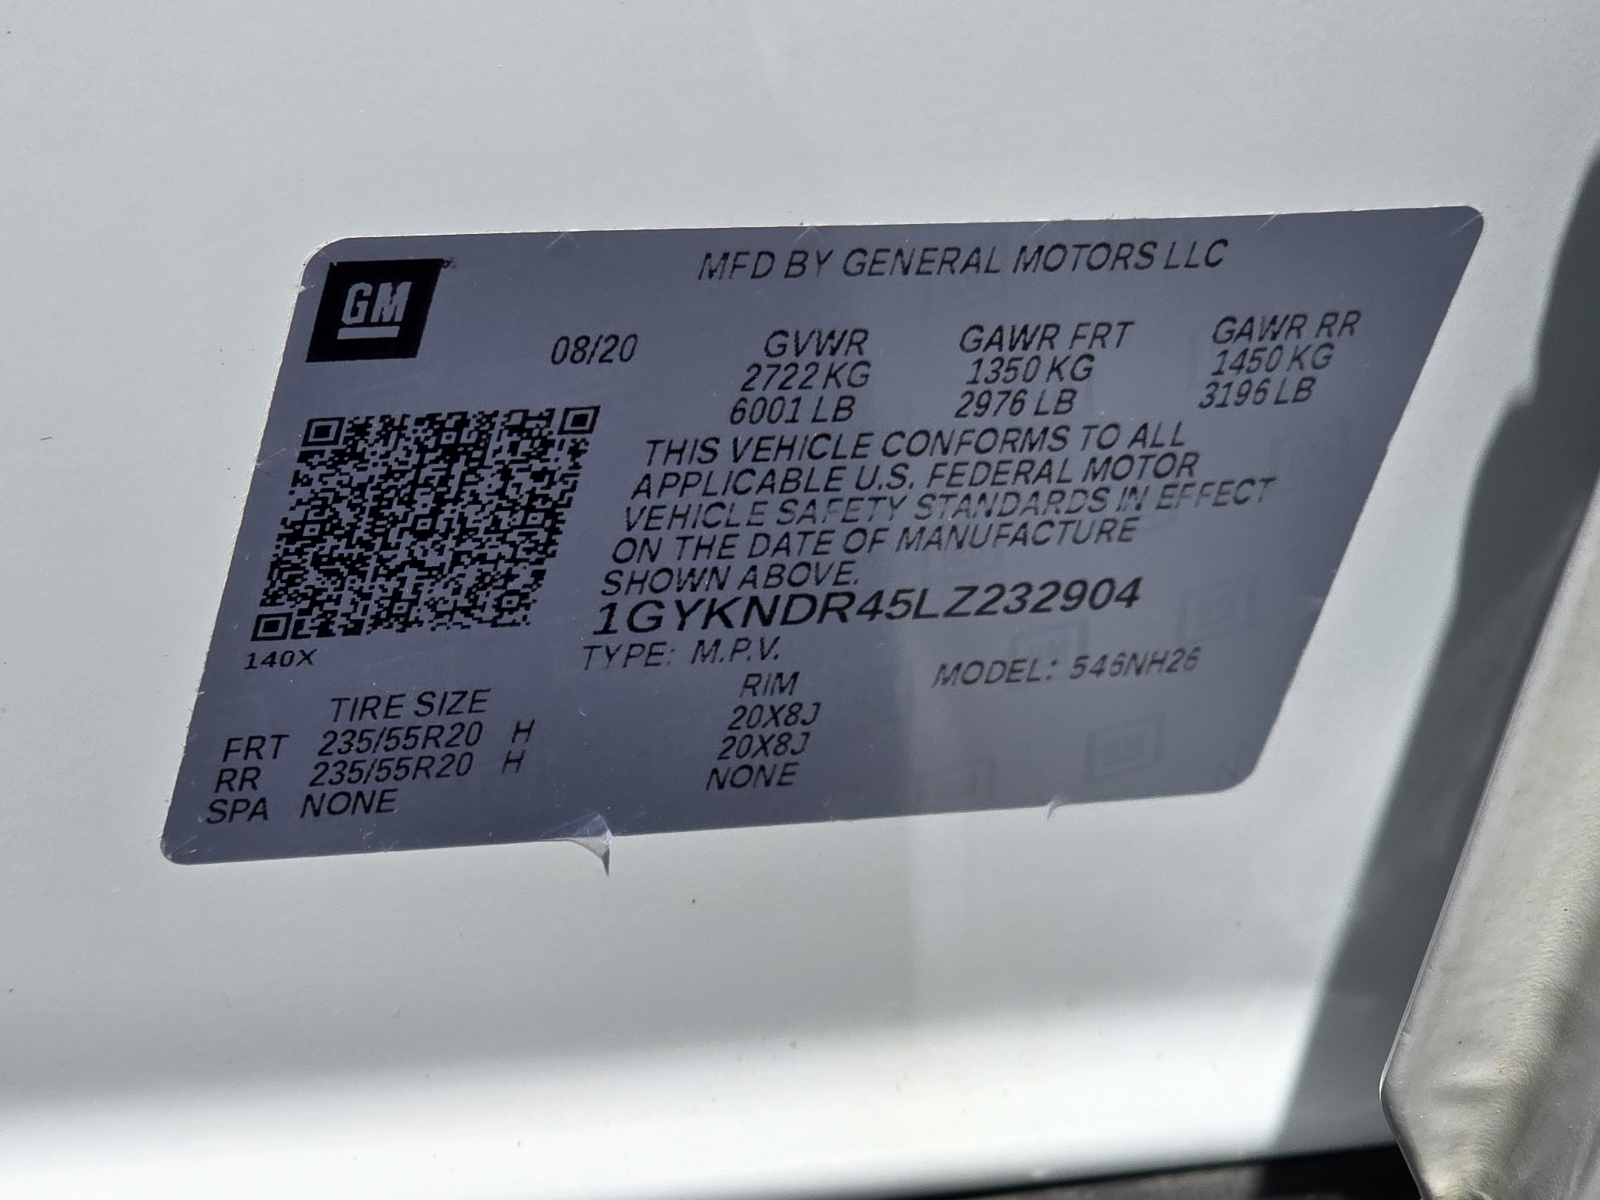 GM
MFD BY GENERAL MOTORS LLC
08/20 GVWR GAWR FRT GAWR RR
2722 KG 1350 KG 1450 KG
6001 LB 2976 LB 3196 LB
THIS VEHICLE CONFORMS TO ALL
APPLICABLE U.S. FEDERAL MOTOR
VEHICLE SAFETY STANDARDS IN EFFECT
ON THE DATE OF MANUFACTURE
SHOWN ABOVE.
1GYKNDR45LZ232904
140X
TYPE: M.P.V. MODEL: 546NH26
TIRE SIZE RIM
FRT 235/55R20 H 20X8J
RR 235/55R20 H 20X8J
SPA NONE NONE
GM